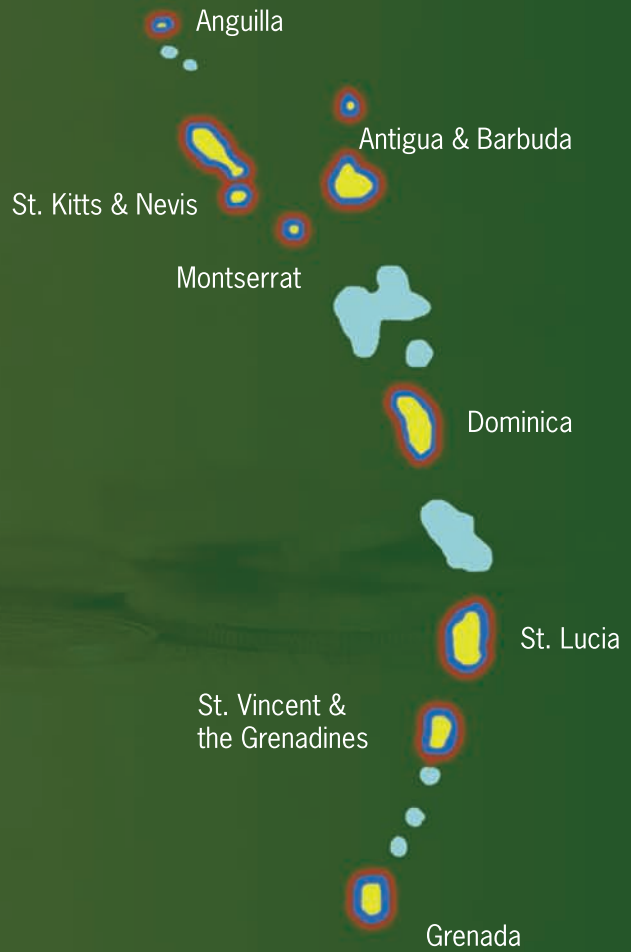 Anguilla
Antigua & Barbuda
St. Kitts & Nevis
Montserrat
Dominica
St. Lucia
St. Vincent &
the Grenadines
Grenada